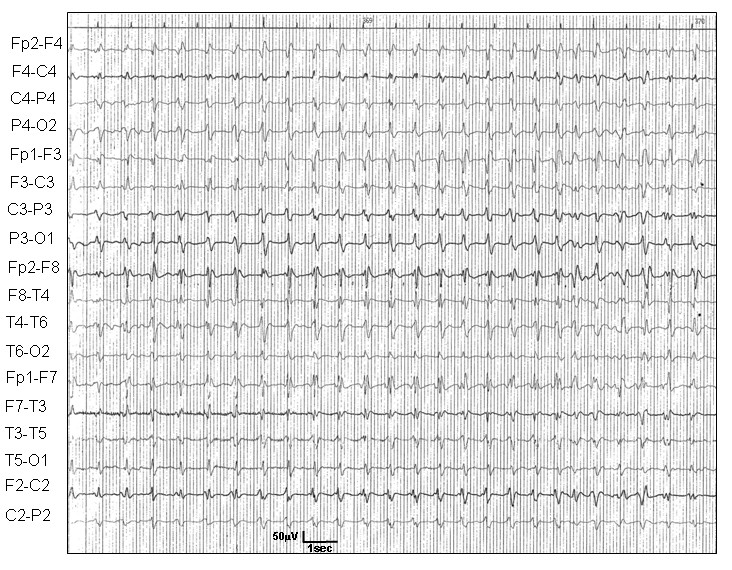 369
370
Fp2-F4
F4-C4
C4-P4
P4-O2
Fp1-F3
F3-C3
C3-P3
P3-O1
Fp2-F8
F8-T4
T4-T6
T6-O2
Fp1-F7
F7-T3
T3-T5
T5-O1
F2-C2
C2-P2
50µV
1sec